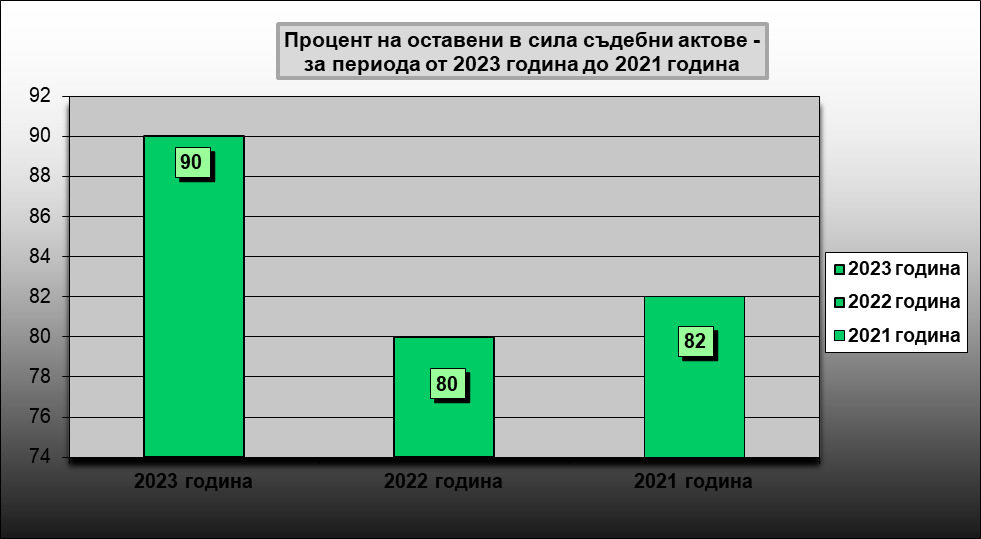 Процент на оставени в сила съдебни актове -
за периода от 2023 година до 2021 година
92
90
88
86
84
82
80
78
76
74
90
80
82
2023 година
2022 година
2021 година
2023 година
2022 година
2021 година